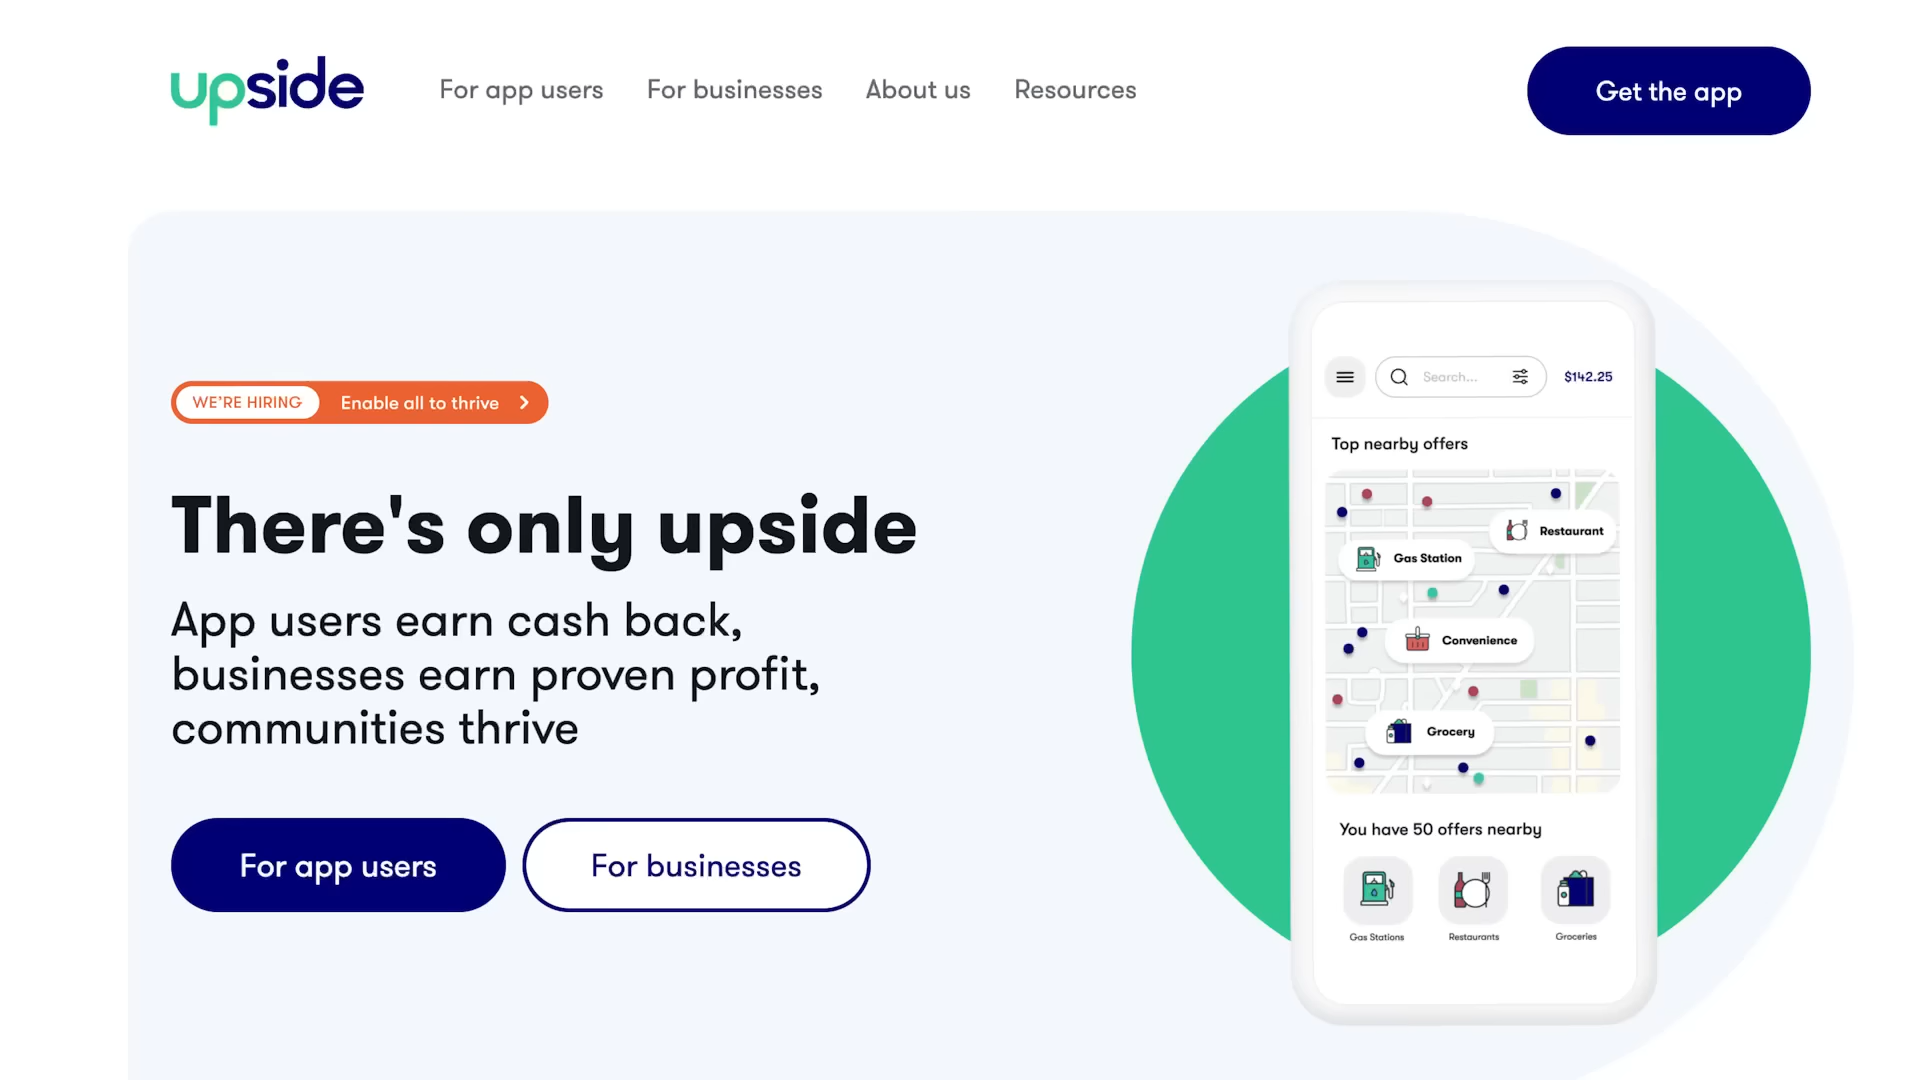 upside
For app users
For businesses
About us
Resources
Get the app
WE'RE HIRING
Enable all to thrive
There's only upside
App users earn cash back,
businesses earn proven profit,
communities thrive
For app users
For businesses
Search...
$142.25
Top nearby offers
Restaurant
Gas Station
Convenience
Grocery
You have 50 offers nearby
Gas Stations
Restaurants
Groceries